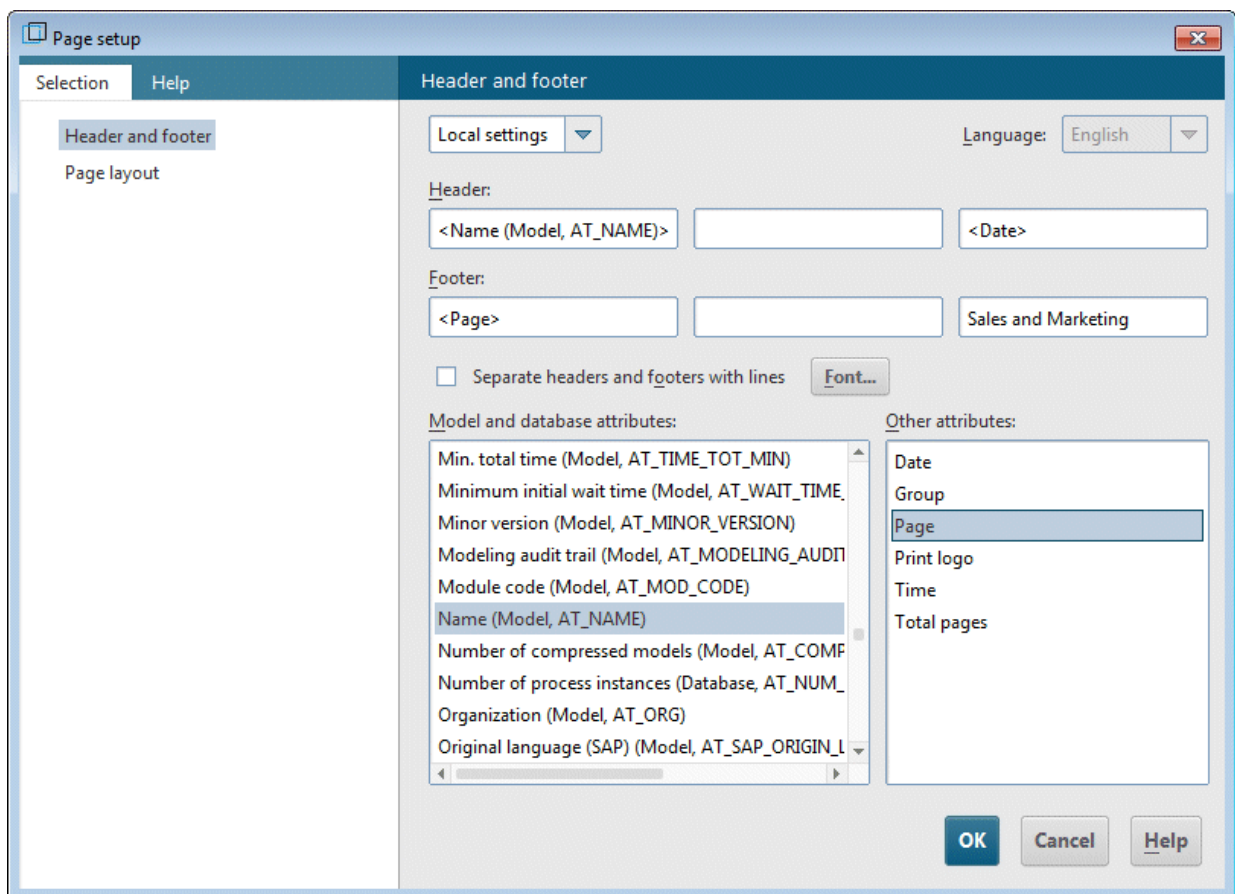 Page setup
Selection Help
Header and footer
Header and footer
Page layout
Local settings
Language: English
Header:
<Name (Model, AT_NAME)> <Date>
Footer:
<Page> Sales and Marketing
Separate headers and footers with lines Font...
Model and database attributes: Other attributes:
Min. total time (Model, AT_TIME_TOT_MIN)
Minimum initial wait time (Model, AT_WAIT_TIME_
Minor version (Model, AT_MINOR_VERSION)
Modeling audit trail (Model, AT_MODELING_AUDIT
Module code (Model, AT_MOD_CODE)
Name (Model, AT_NAME)
Number of compressed models (Model, AT_COMP
Number of process instances (Database, AT_NUM_
Organization (Model, AT_ORG)
Original language (SAP) (Model, AT_SAP_ORIGIN_L
Date
Group
Page
Print logo
Time
Total pages
OK Cancel Help